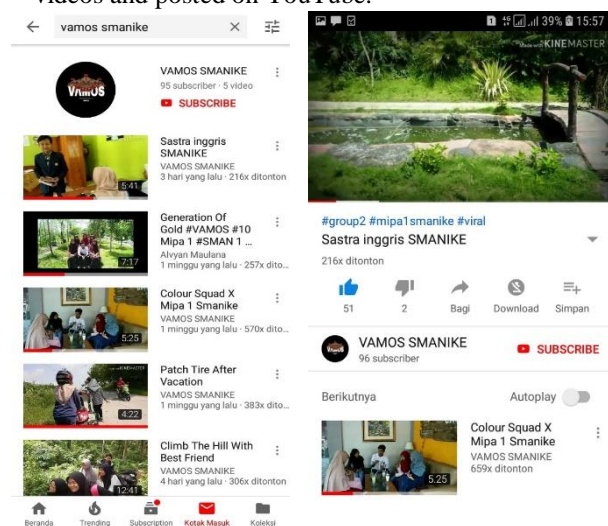 videos and posted on YouTube.
vamos smanike
VAMOS
VAMOS SMANIKE
95 subscriber · 5 video
SUBSCRIBE
Sastra inggris
SMANIKE
VAMOS SMANIKE
3 hari yang lalu · 216x ditonton
5:41
Generation Of
Gold #VAMOS #10
Mipa 1 #SMAN 1 ...
Alvyan Maulana
1 minggu yang lalu · 257x dito...
7:17
Colour Squad X
Mipa 1 Smanike
VAMOS SMANIKE
1 minggu yang lalu · 570x dito...
5:25
Patch Tire After
Vacation
VAMOS SMANIKE
1 minggu yang lalu · 383x dito...
4:22
Climb The Hill With
Best Friend
VAMOS SMANIKE
4 hari yang lalu · 306x ditonton
12:41
Beranda Trending Subscription Kotak Masuk Koleksi
39% 15:57
Made with KINEMASTER
#group2 #mipa1smanike #viral
Sastra inggris SMANIKE
216x ditonton
51 2 Bagi Download Simpan
VAMOS SMANIKE
96 subscriber
SUBSCRIBE
Berikutnya Autoplay
Colour Squad X
Mipa 1 Smanike
VAMOS SMANIKE
659x ditonton
5.25